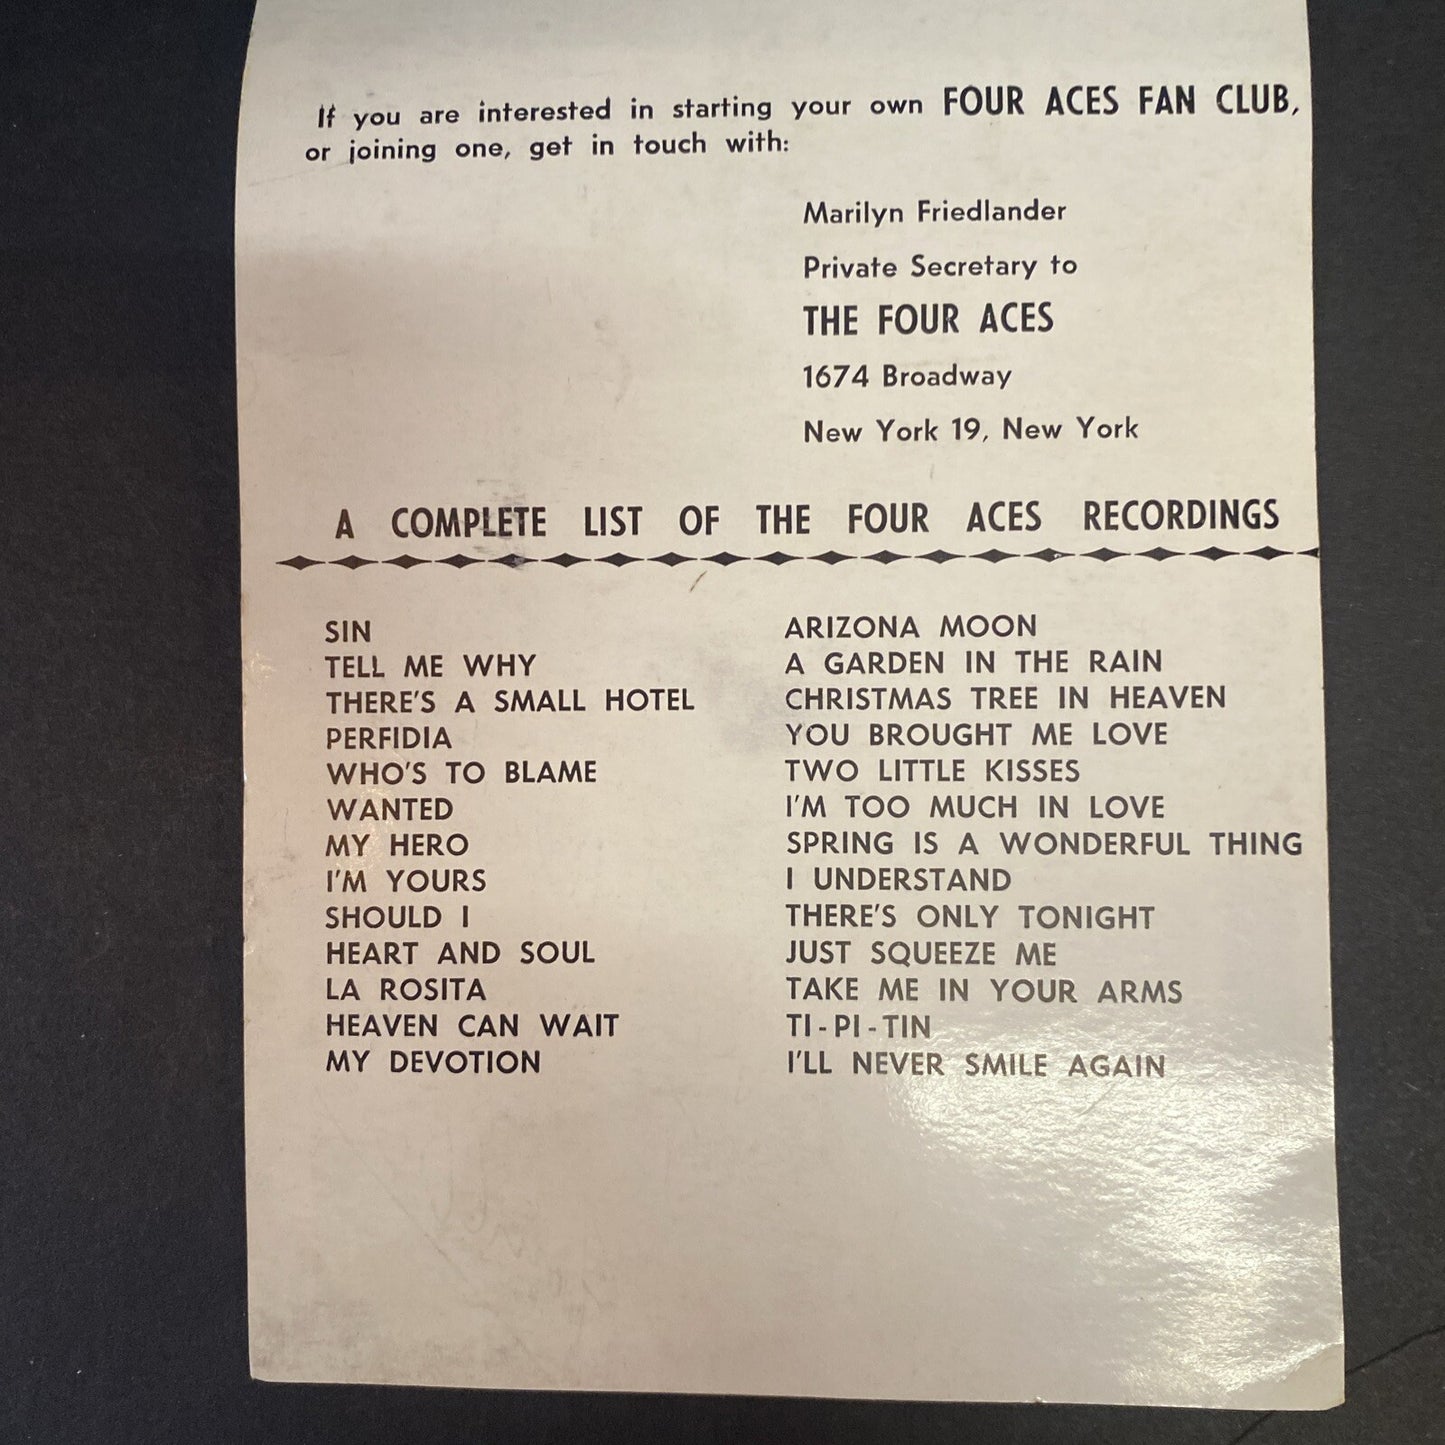 If you are interested in starting your own FOUR ACES FAN CLUB,
or joining one, get in touch with:
Marilyn Friedlander
Private Secretary to
THE FOUR ACES
1674 Broadway
New York 19, New York
A COMPLETE LIST OF THE FOUR ACES RECORDINGS
SIN
TELL ME WHY
THERE'S A SMALL HOTEL
PERFIDIA
WHO'S TO BLAME
WANTED
MY HERO
I'M YOURS
SHOULD I
HEART AND SOUL
LA ROSITA
HEAVEN CAN WAIT
MY DEVOTION
ARIZONA MOON
A GARDEN IN THE RAIN
CHRISTMAS TREE IN HEAVEN
YOU BROUGHT ME LOVE
TWO LITTLE KISSES
I'M TOO MUCH IN LOVE
SPRING IS A WONDERFUL THING
I UNDERSTAND
THERE'S ONLY TONIGHT
JUST SQUEEZE ME
TAKE ME IN YOUR ARMS
TI-PI-TIN
I'LL NEVER SMILE AGAIN